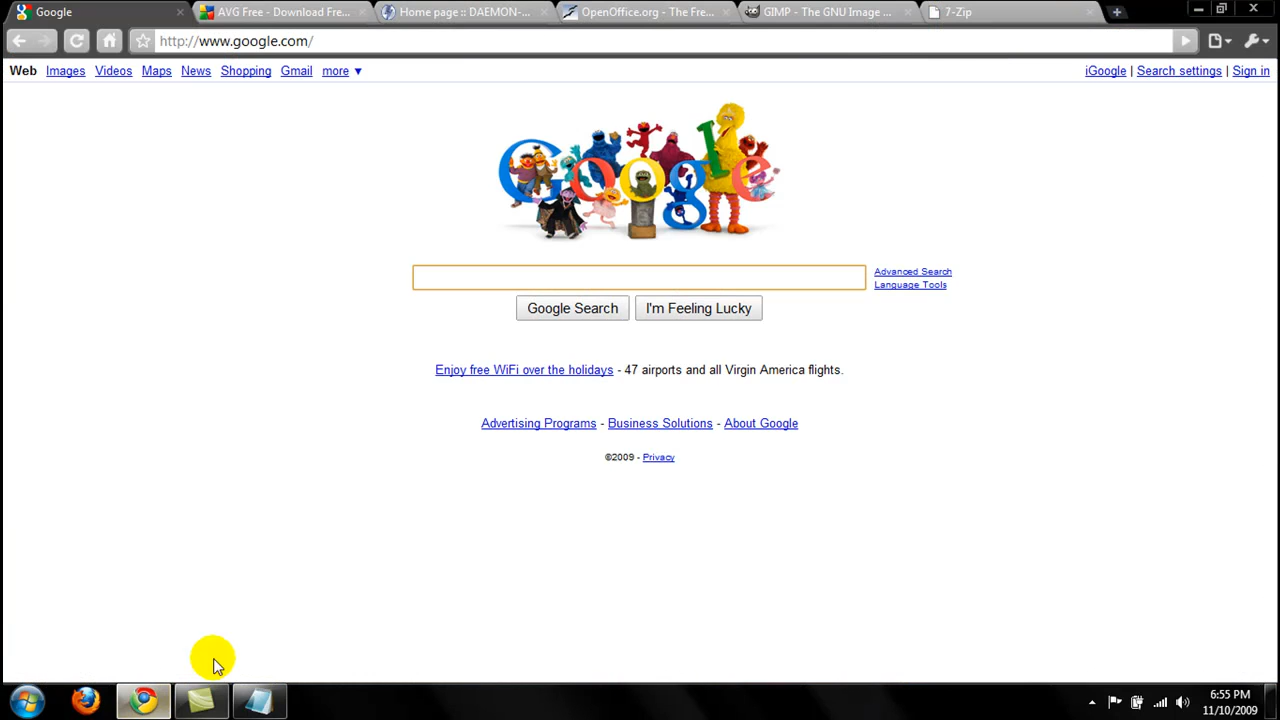 Google
AVG Free - Download Fre...
Home page :: DAEMON-...
OpenOffice.org - The Fre...
GIMP - The GNU Image ...
7-Zip
http://www.google.com/
Web Images Videos Maps News Shopping Gmail more ▼
iGoogle | Search settings | Sign in
Google
Advanced Search
Language Tools
Google Search I'm Feeling Lucky
Enjoy free WiFi over the holidays - 47 airports and all Virgin America flights.
Advertising Programs - Business Solutions - About Google
©2009 - Privacy
6:55 PM
11/10/2009